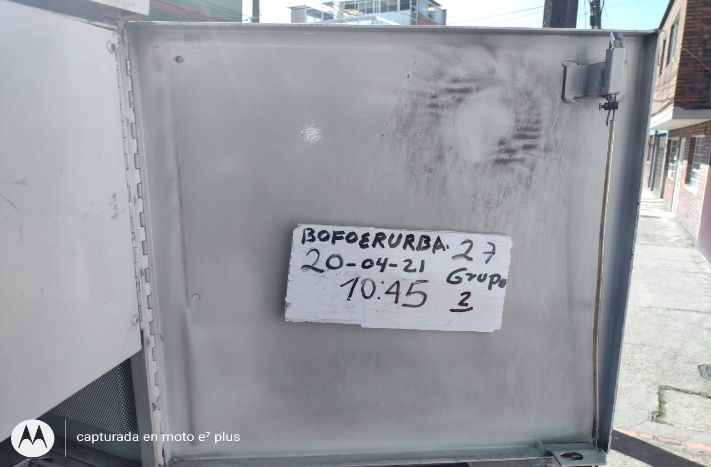 BOFOERURBA. 27
20-04-21 Grupo
10:45 2
capturada en moto e⁷ plus